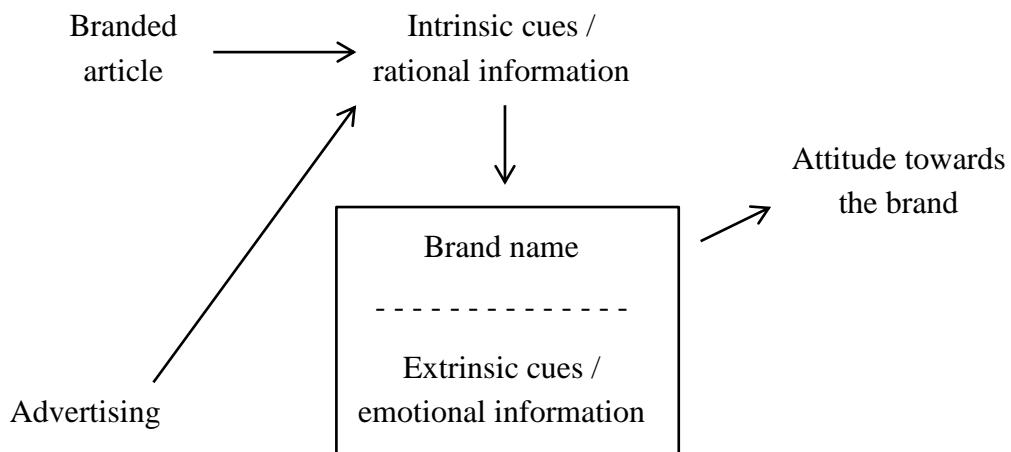 Branded
article
Intrinsic cues /
rational information
Attitude towards
the brand
Brand name
Extrinsic cues /
emotional information
Advertising